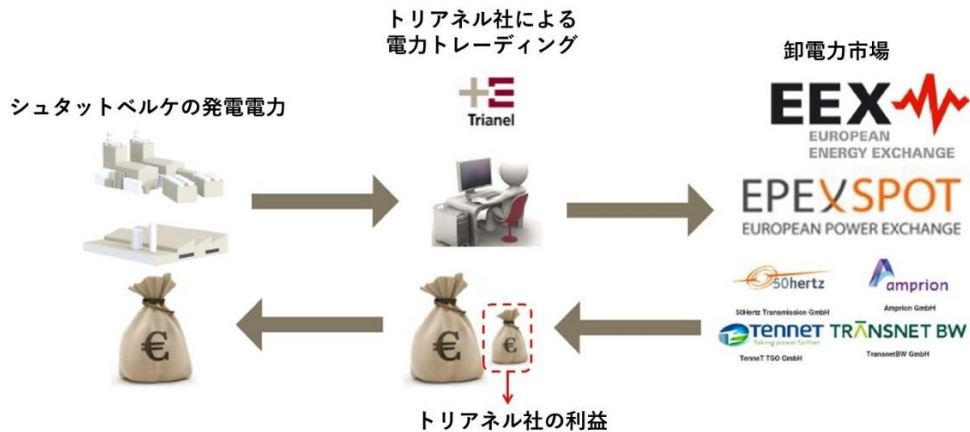 トリアネル社による
電力トレーディング
卸電力市場
シュタットベルケの発電電力
Trianel
EEX
EUROPEAN
ENERGY EXCHANGE
EPEXSPOT
EUROPEAN POWER EXCHANGE
50hertz
amprion
50Hertz Transmission GmbH
Amprion GmbH
TENNET
Taking power further
TRANSNET BW
TenneT TSO GmbH
TransnetBW GmbH
€
€
€
トリアネル社の利益